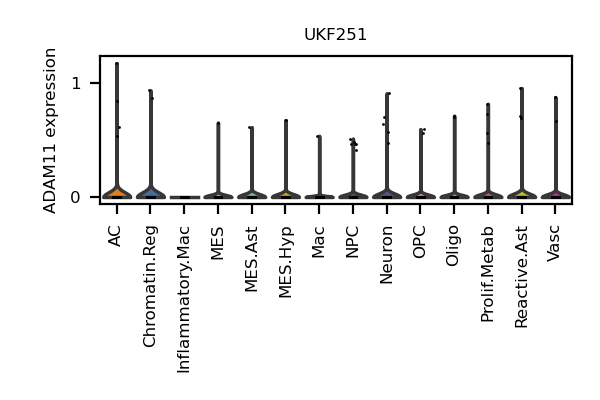 UKF251
ADAM11 expression
1
0
AC
Chromatin.Reg
Inflammatory.Mac
MES
MES.Ast
MES.Hyp
Mac
NPC
Neuron
OPC
Oligo
Prolif.Metab
Reactive.Ast
Vasc